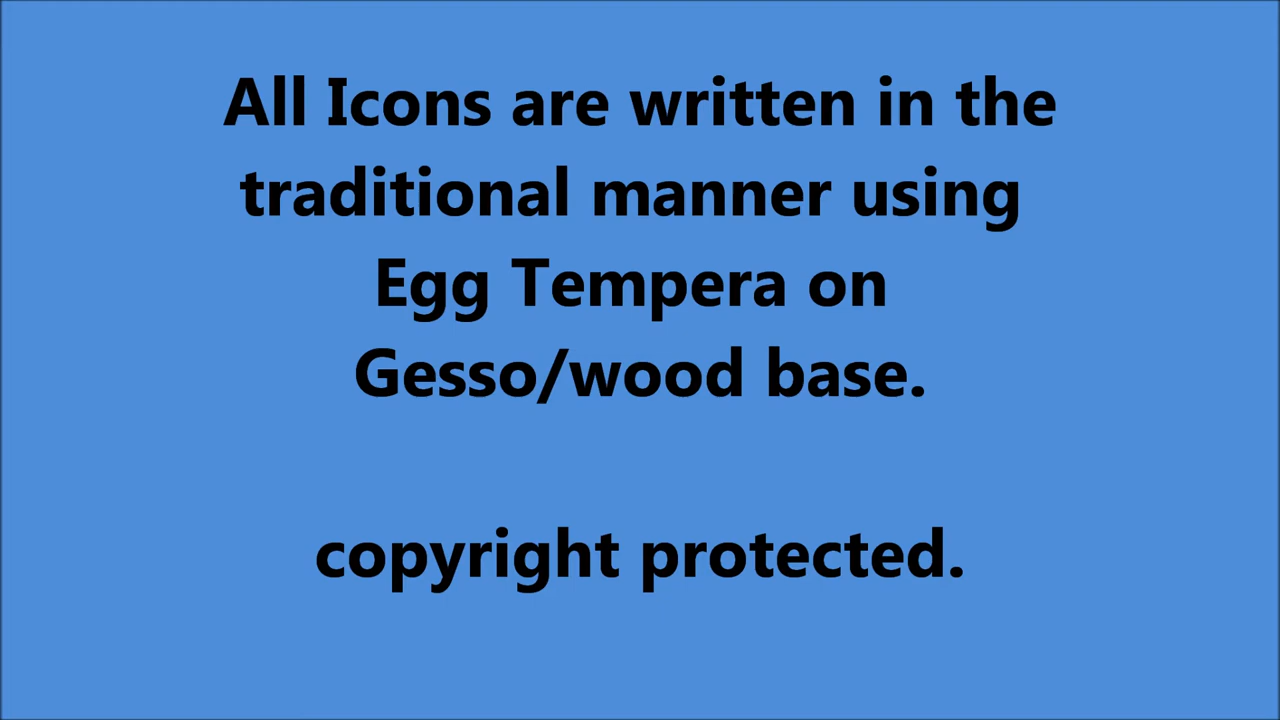 All Icons are written in the
traditional manner using
Egg Tempera on
Gesso/wood base.
copyright protected.